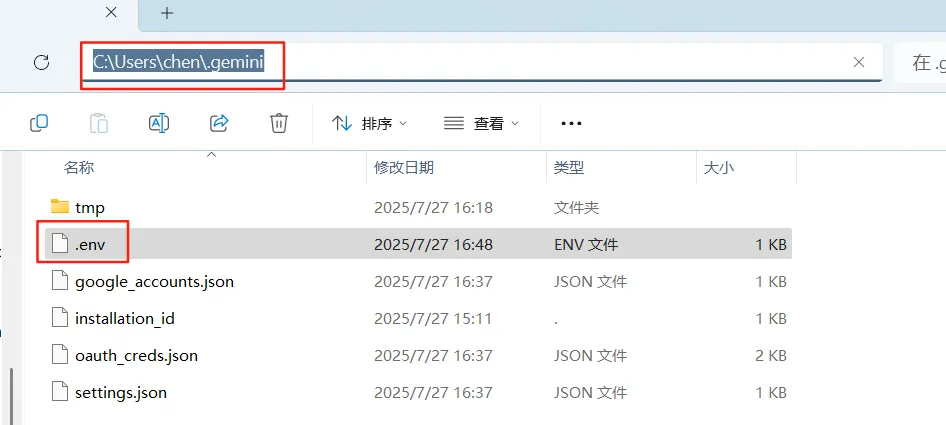 C:\Users\chen\.gemini
在 .g
排序
查看
名称 修改日期 类型 大小
tmp 2025/7/27 16:18 文件夹
.env 2025/7/27 16:48 ENV 文件 1 KB
google_accounts.json 2025/7/27 16:37 JSON 文件 1 KB
installation_id 2025/7/27 15:11 . 1 KB
oauth_creds.json 2025/7/27 16:37 JSON 文件 2 KB
settings.json 2025/7/27 16:37 JSON 文件 1 KB